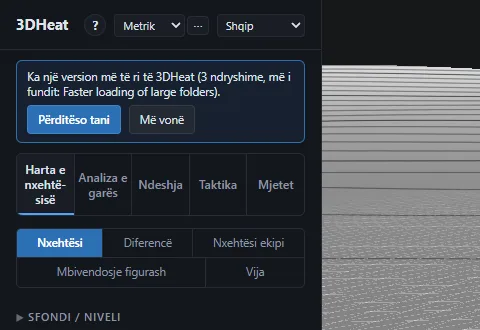 3DHeat ? Metrik ... Shqip
Ka një version më të ri të 3DHeat (3 ndryshime, më i
fundit: Faster loading of large folders).
Përditëso tani Më vonë
Harta e
nxehtë-
sisë
Analiza e
garës
Ndeshja
Taktika
Mjetet
Nxehtësi Diferencë Nxehtësi ekipi
Mbivendosje figurash Vija
SFONDI / NIVELI